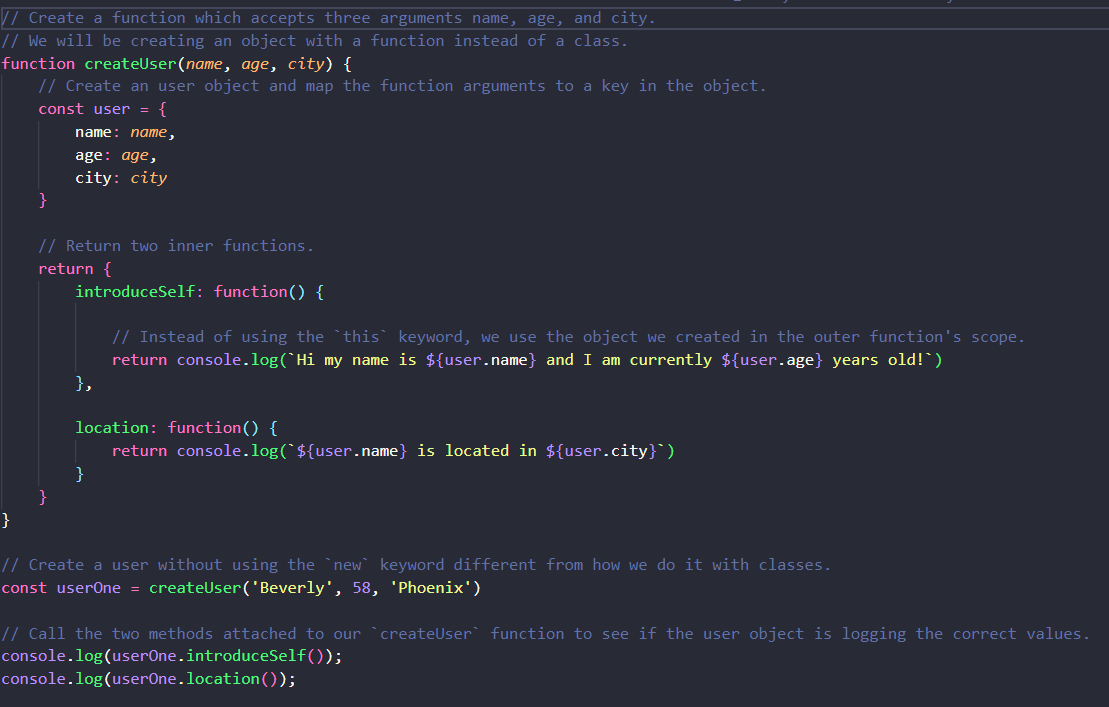 // Create a function which accepts three arguments name, age, and city.
// We will be creating an object with a function instead of a class.
function createUser(name, age, city) {
    // Create an user object and map the function arguments to a key in the object.
    const user = {
        name: name,
        age: age,
        city: city
    }

    // Return two inner functions.
    return {
        introduceSelf: function() {

            // Instead of using the `this` keyword, we use the object we created in the outer function's scope.
            return console.log(`Hi my name is ${user.name} and I am currently ${user.age} years old!`)
        },

        location: function() {
            return console.log(`${user.name} is located in ${user.city}`)
        }
    }
}

// Create a user without using the `new` keyword different from how we do it with classes.
const userOne = createUser('Beverly', 58, 'Phoenix')

// Call the two methods attached to our `createUser` function to see if the user object is logging the correct values.
console.log(userOne.introduceSelf());
console.log(userOne.location());